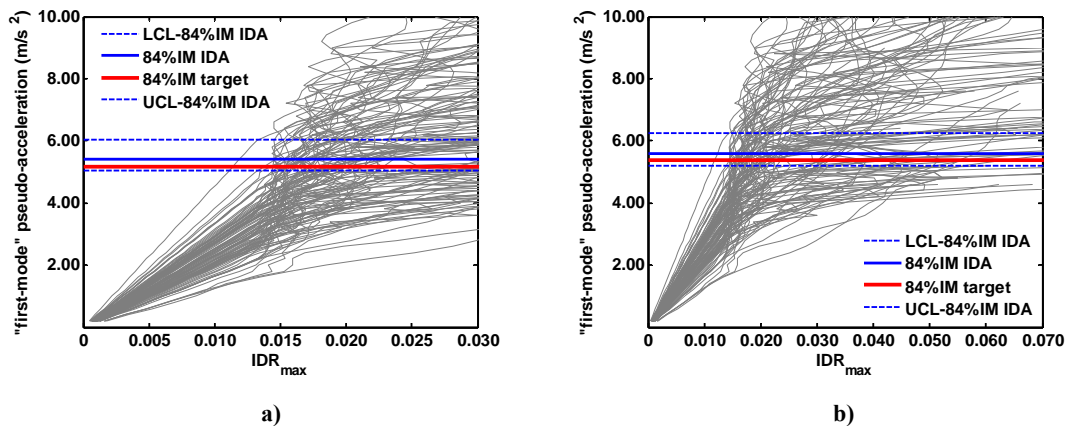 "first-mode" pseudo-acceleration (m/s ²)
10.00
8.00
6.00
4.00
2.00
LCL-84%IM IDA
84%IM IDA
84%IM target
UCL-84%IM IDA
0 0.005 0.010 0.015 0.020 0.025 0.030
IDRmax
a)
"first-mode" pseudo-acceleration (m/s ²)
10.00
8.00
6.00
4.00
2.00
LCL-84%IM IDA
84%IM IDA
84%IM target
UCL-84%IM IDA
0 0.010 0.020 0.030 0.040 0.050 0.060 0.070
IDRmax
b)